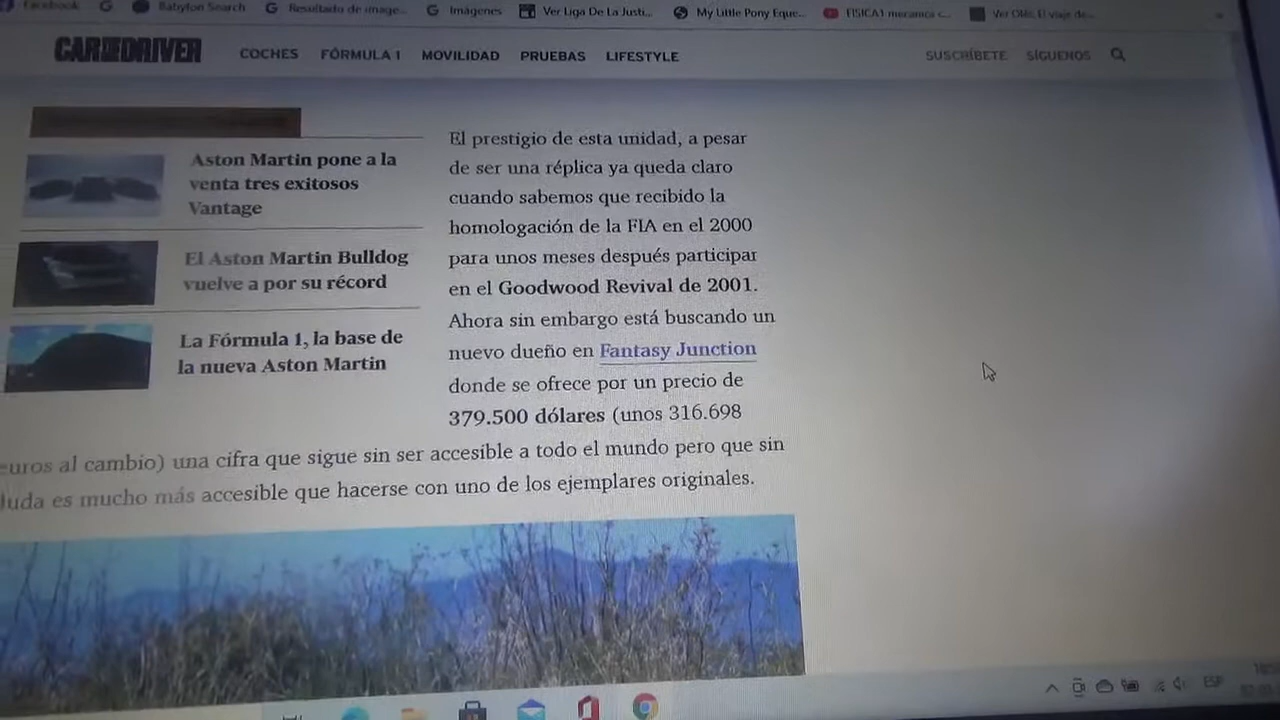 Facebook
Babylon Search
Resultado de image...
Imágenes
Ver Liga De La Justi...
My Little Pony Eque...
FISICA1 mecanica c...
Ver Olé, El viaje de...
CAR AND DRIVER
COCHES
FÓRMULA 1
MOVILIDAD
PRUEBAS
LIFESTYLE
SUSCRÍBETE
SÍGUENOS
Aston Martin pone a la
venta tres exitosos
Vantage
El Aston Martin Bulldog
vuelve a por su récord
La Fórmula 1, la base de
la nueva Aston Martin
El prestigio de esta unidad, a pesar
de ser una réplica ya queda claro
cuando sabemos que recibido la
homologación de la FIA en el 2000
para unos meses después participar
en el Goodwood Revival de 2001.
Ahora sin embargo está buscando un
nuevo dueño en Fantasy Junction
donde se ofrece por un precio de
379.500 dólares (unos 316.698
euros al cambio) una cifra que sigue sin ser accesible a todo el mundo pero que sin
duda es mucho más accesible que hacerse con uno de los ejemplares originales.
ESP